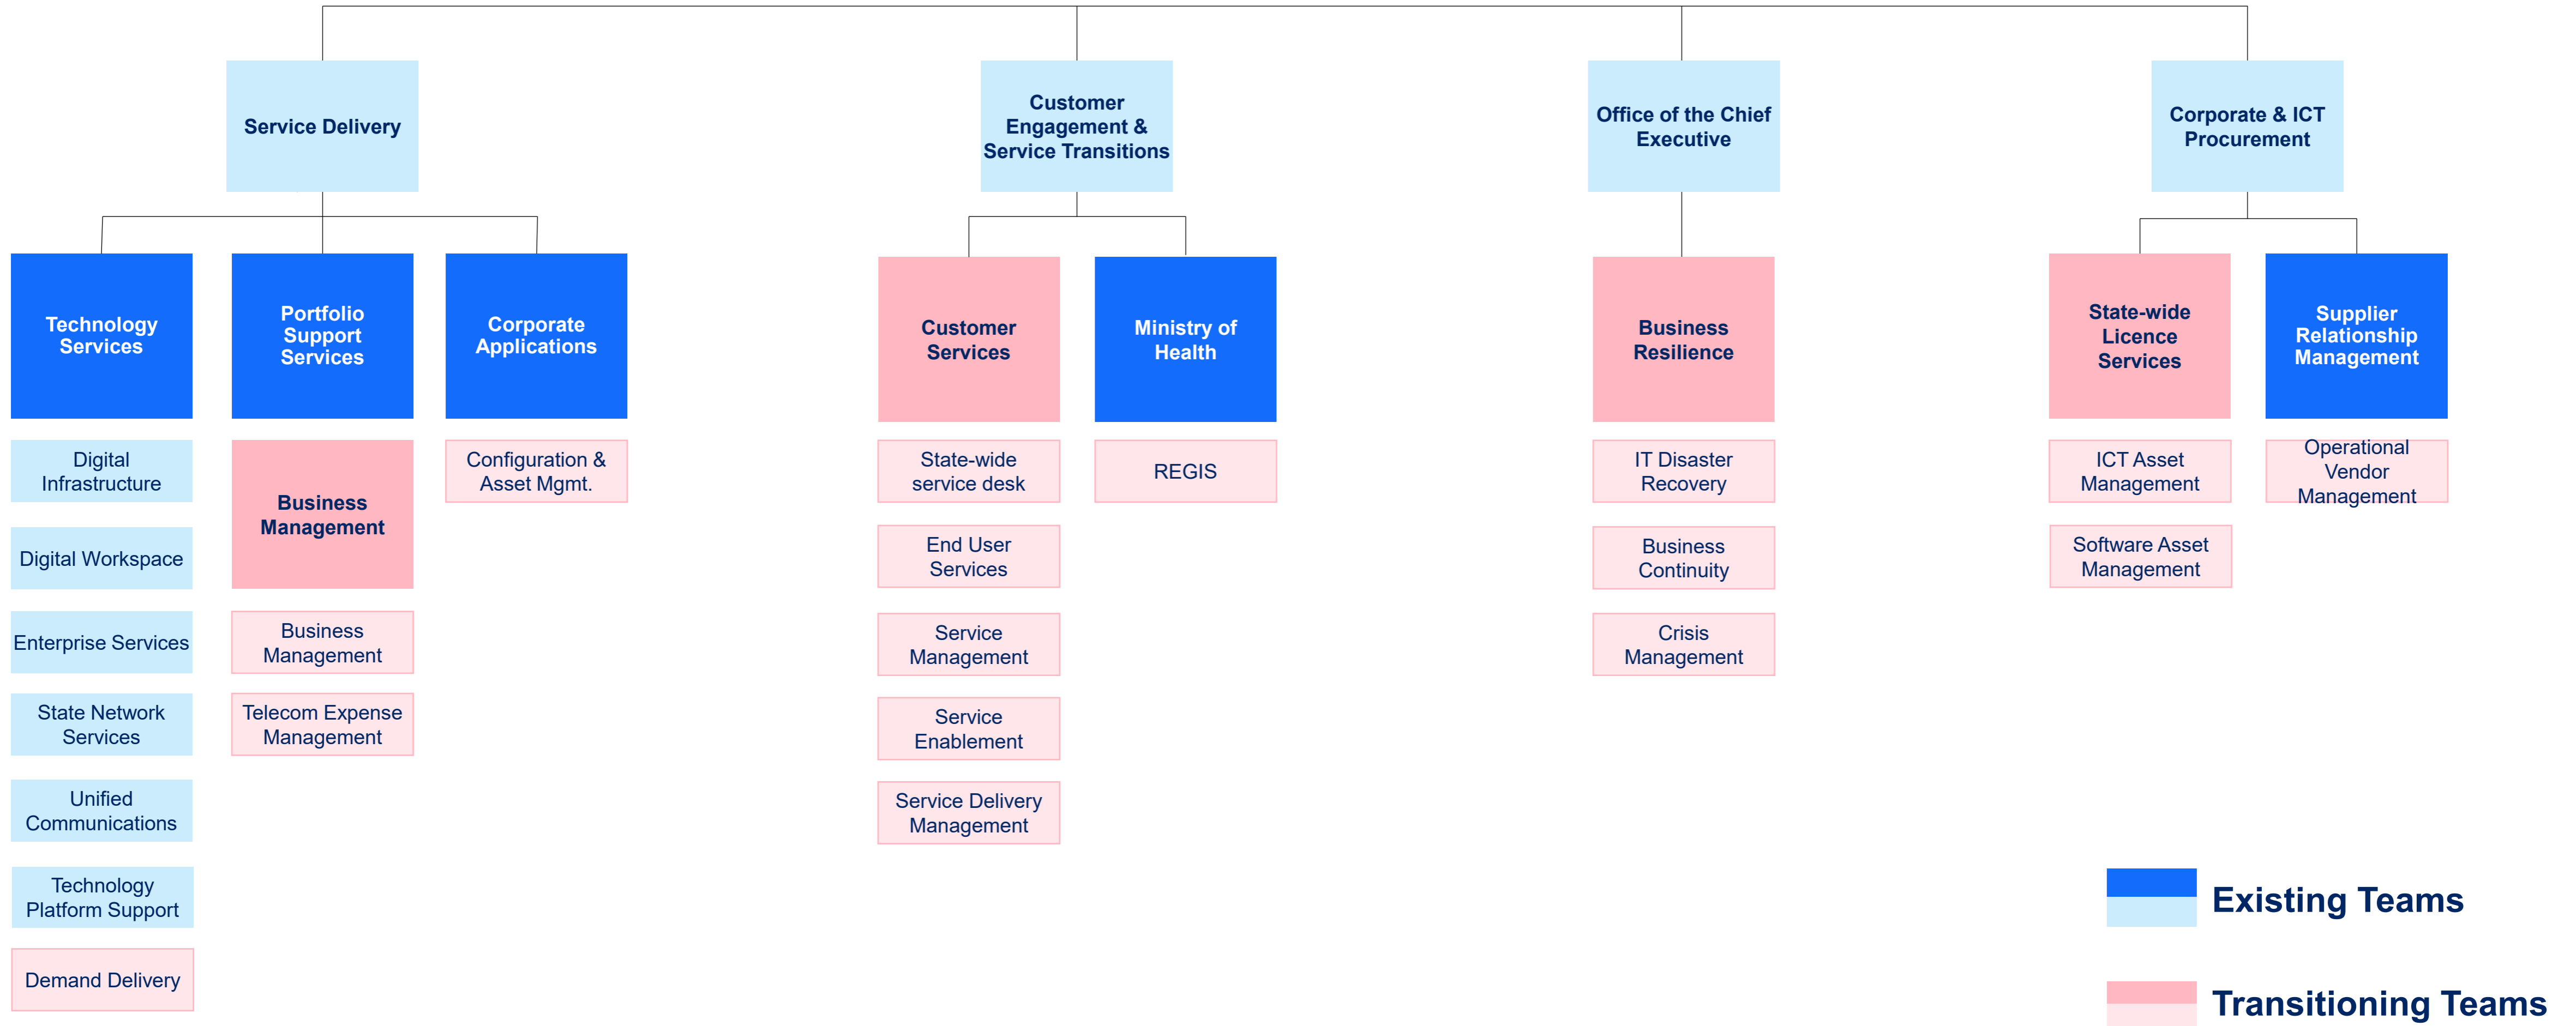 Service Delivery
Customer
Engagement &
Service Transitions
Office of the Chief
Executive
Corporate & ICT
Procurement
Technology
Services
Portfolio
Support
Services
Corporate
Applications
Customer
Services
Ministry of
Health
Business
Resilience
State-wide
Licence
Services
Supplier
Relationship
Management
Digital
Infrastructure
Digital Workspace
Enterprise Services
State Network
Services
Unified
Communications
Technology
Platform Support
Demand Delivery
Business
Management
Business
Management
Telecom Expense
Management
Configuration &
Asset Mgmt.
State-wide
service desk
End User
Services
Service
Management
Service
Enablement
Service Delivery
Management
REGIS
IT Disaster
Recovery
Business
Continuity
Crisis
Management
ICT Asset
Management
Software Asset
Management
Operational
Vendor
Management
Existing Teams
Transitioning Teams